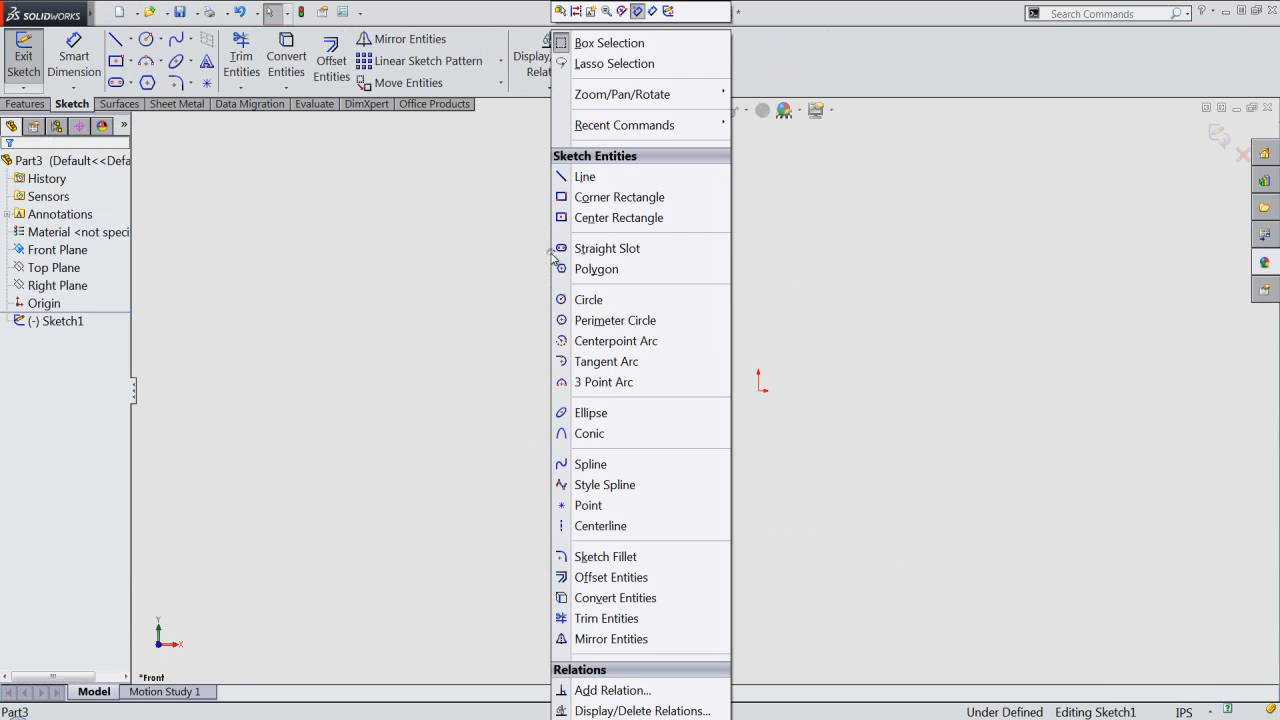 SOLIDWORKS
Search Commands
Exit Sketch
Smart Dimension
Trim Entities
Convert Entities
Offset Entities
Mirror Entities
Linear Sketch Pattern
Move Entities
Display/
Rela
Features
Sketch
Surfaces
Sheet Metal
Data Migration
Evaluate
DimXpert
Office Products
Part3 (Default<<Defa
History
Sensors
Annotations
Material <not speci
Front Plane
Top Plane
Right Plane
Origin
(-) Sketch1
Box Selection
Lasso Selection
Zoom/Pan/Rotate
Recent Commands
Sketch Entities
Line
Corner Rectangle
Center Rectangle
Straight Slot
Polygon
Circle
Perimeter Circle
Centerpoint Arc
Tangent Arc
3 Point Arc
Ellipse
Conic
Spline
Style Spline
Point
Centerline
Sketch Fillet
Offset Entities
Convert Entities
Trim Entities
Mirror Entities
Relations
Add Relation...
Display/Delete Relations...
Y
X
*Front
Model
Motion Study 1
Part3
Under Defined
Editing Sketch1
IPS